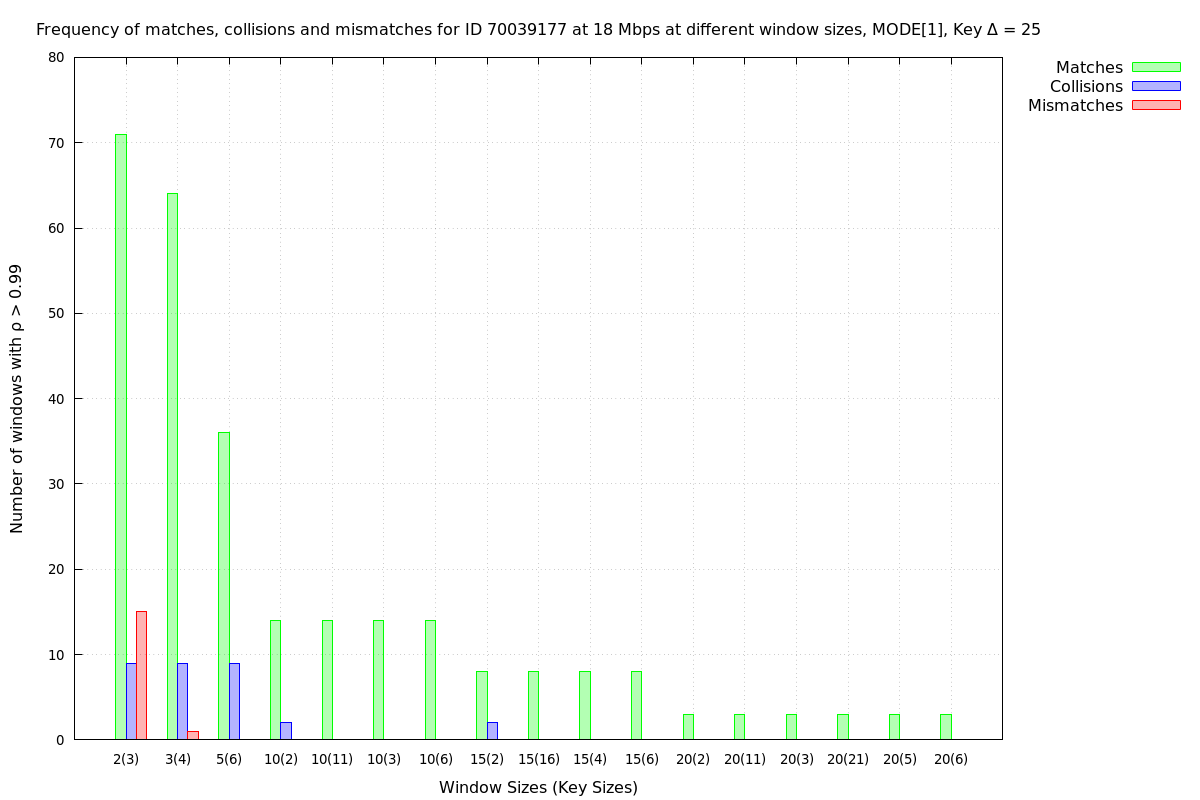 Frequency of matches, collisions and mismatches for ID 70039177 at 18 Mbps at different window sizes, MODE[1], Key Δ = 25
Matches
Collisions
Mismatches
Number of windows with ρ > 0.99
80
70
60
50
40
30
20
10
0
2(3) 3(4) 5(6) 10(2) 10(11) 10(3) 10(6) 15(2) 15(16) 15(4) 15(6) 20(2) 20(11) 20(3) 20(21) 20(5) 20(6)
Window Sizes (Key Sizes)